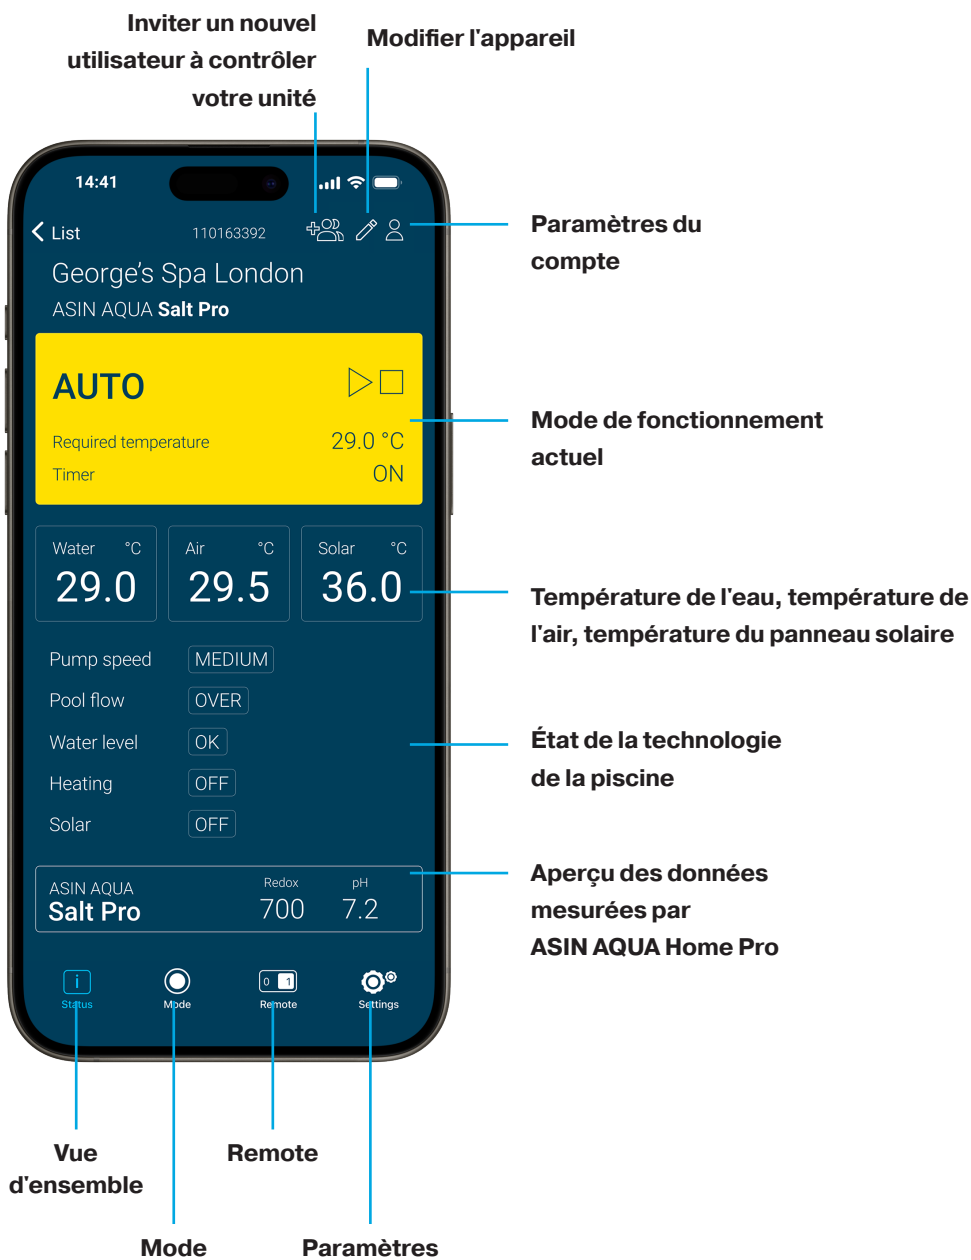 Inviter un nouvel
utilisateur à contrôler
votre unité
Modifier l'appareil
14:41
List
110163392
Paramètres du
compte
George's Spa London
ASIN AQUA Salt Pro
AUTO
Required temperature 29.0 °C
Timer ON
Mode de fonctionnement
actuel
Water °C
29.0
Air °C
29.5
Solar °C
36.0
Température de l'eau, température de
l'air, température du panneau solaire
Pump speed MEDIUM
Pool flow OVER
Water level OK
Heating OFF
Solar OFF
État de la technologie
de la piscine
ASIN AQUA
Salt Pro
Redox
700
pH
7.2
Aperçu des données
mesurées par
ASIN AQUA Home Pro
i
Status
Mode
0 1
Remote
Settings
Vue
d'ensemble
Remote
Mode
Paramètres